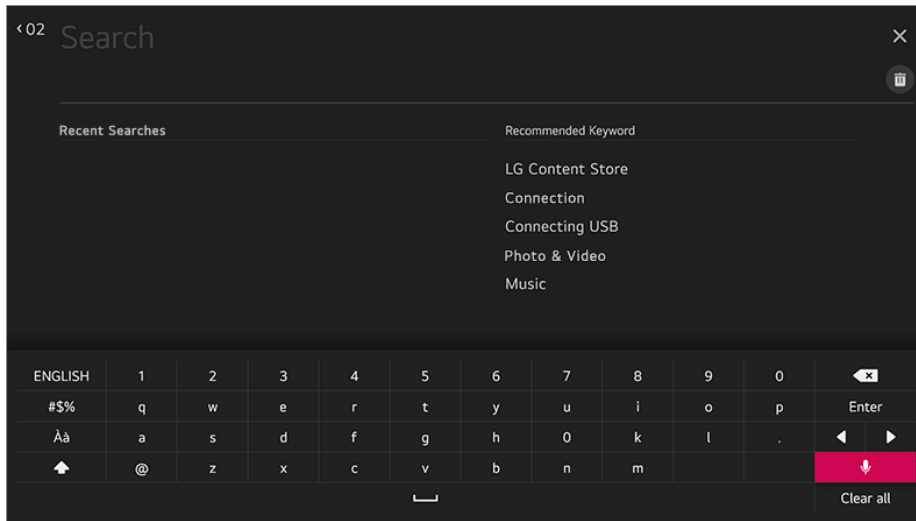 02
Search
Recent Searches
Recommended Keyword
LG Content Store
Connection
Connecting USB
Photo & Video
Music
ENGLISH 1 2 3 4 5 6 7 8 9 0
#$% q w e r t y u i o p Enter
Àà a s d f g h 0 k l .
@ z x c v b n m
Clear all